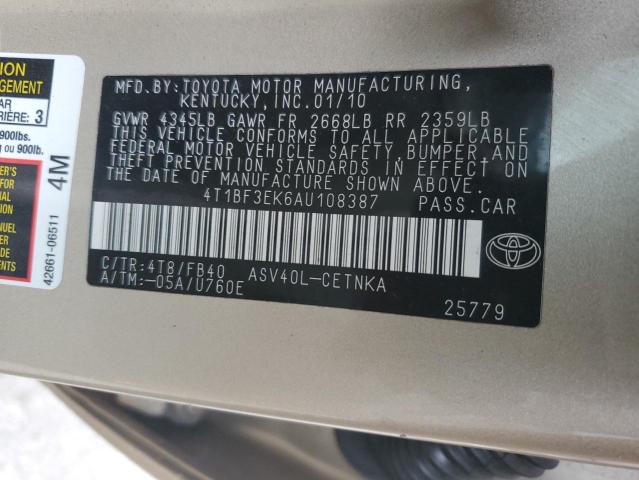 ION
GEMENT
AR
RIÈRE: 3
900lbs.
g ou 900lb.
4M
42661-06511
MFD.BY:TOYOTA MOTOR MANUFACTURING,
KENTUCKY, INC.01/10
GVWR 4345LB GAWR FR 2668LB RR 2359LB
THIS VEHICLE CONFORMS TO ALL APPLICABLE
FEDERAL MOTOR VEHICLE SAFETY, BUMPER, AND
THEFT PREVENTION STANDARDS IN EFFECT ON
THE DATE OF MANUFACTURE SHOWN ABOVE.
4T1BF3EK6AU108387 PASS.CAR
C/TR:4T8/FB40 ASV40L-CETNKA
A/TM:-05A/U760E
25779